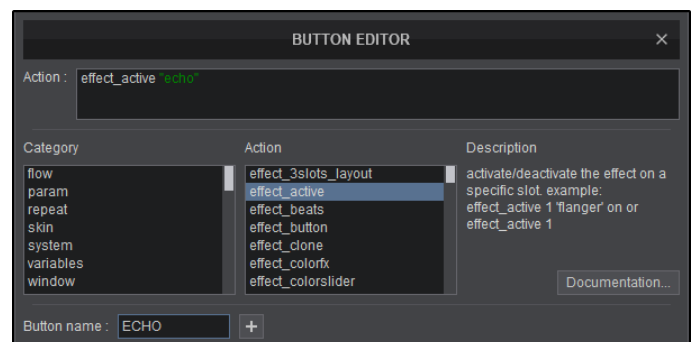 BUTTON EDITOR ×
Action : effect_active "echo"
Category
flow
param
repeat
skin
system
variables
window
Action
effect_3slots_layout
effect_active
effect_beats
effect_button
effect_clone
effect_colorfx
effect_colorslider
Description
activate/deactivate the effect on a
specific slot. example:
effect_active 1 'flanger' on or
effect_active 1
Documentation...
Button name : ECHO +